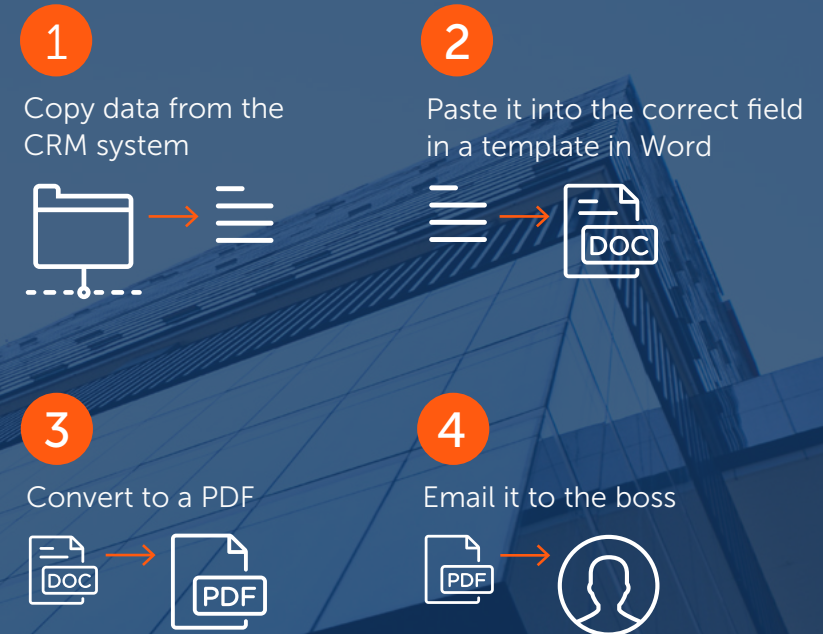 1
Copy data from the
CRM system
2
Paste it into the correct field
in a template in Word
DOC
3
Convert to a PDF
DOC
PDF
4
Email it to the boss
PDF